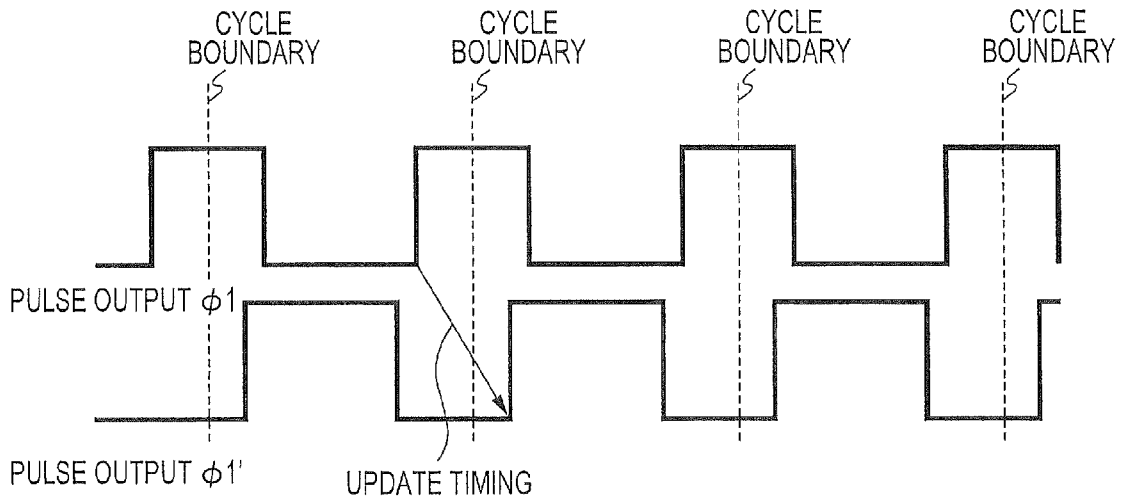 CYCLE
BOUNDARY
CYCLE
BOUNDARY
CYCLE
BOUNDARY
CYCLE
BOUNDARY
PULSE OUTPUT ϕ1
PULSE OUTPUT ϕ1'
UPDATE TIMING